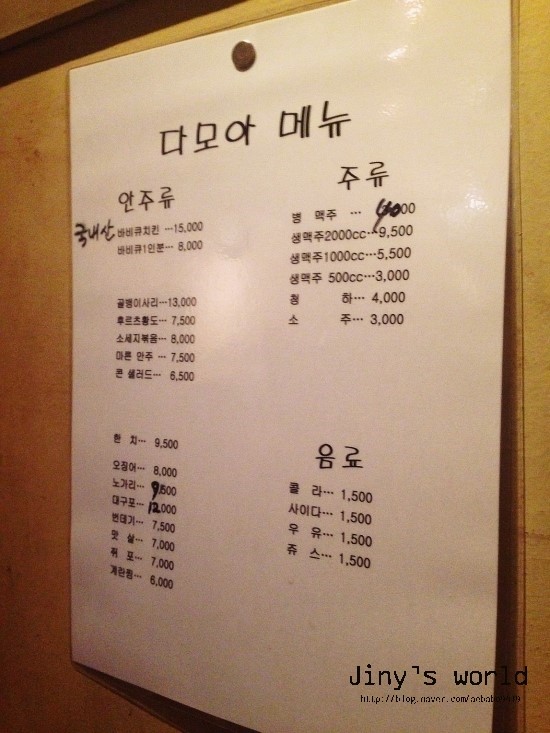 다모아 메뉴
안주류
국내산 바비큐치킨 ···15,000
바비큐1인분··· 8,000
골뱅이사리···13,000
후르츠황도··· 7,500
소세지볶음··· 8,000
마른 안주 ··· 7,500
콘 샐러드··· 6,500
한 치··· 9,500
오징어··· 8,000
노가리··· 9,500
대구포··· 12,000
번데기··· 7,500
맛 살··· 7,000
쥐 포··· 7,000
계란찜··· 6,000
주류
병 맥주 ··· 4000
생맥주2000cc···9,500
생맥주1000cc···5,500
생맥주 500cc···3,000
청 하··· 4,000
소 주··· 3,000
음료
콜 라··· 1,500
사이다··· 1,500
우 유··· 1,500
쥬 스··· 1,500
Jiny's world